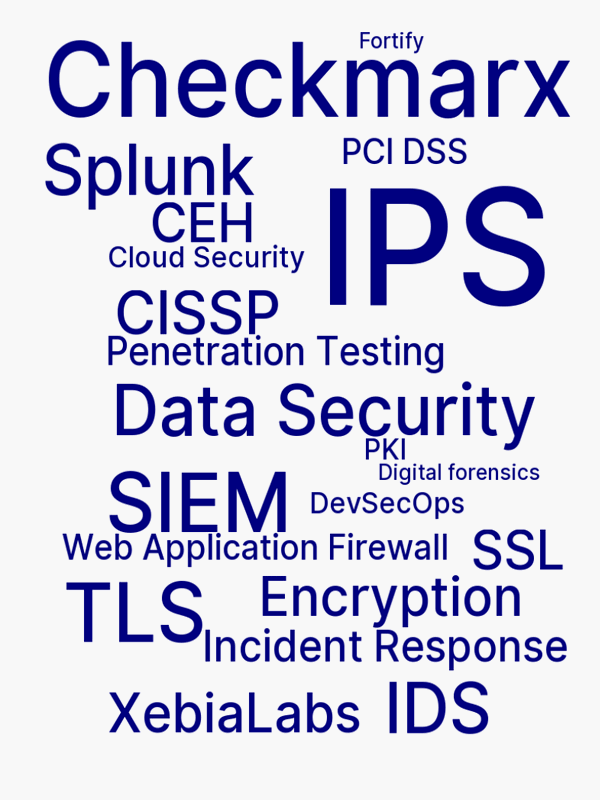 Fortify
Checkmarx
PCI DSS
Splunk
IPS
CEH
Cloud Security
CISSP
Penetration Testing
Data Security
PKI
Digital forensics
SIEM
DevSecOps
Web Application Firewall
SSL
TLS
Encryption
Incident Response
XebiaLabs
IDS